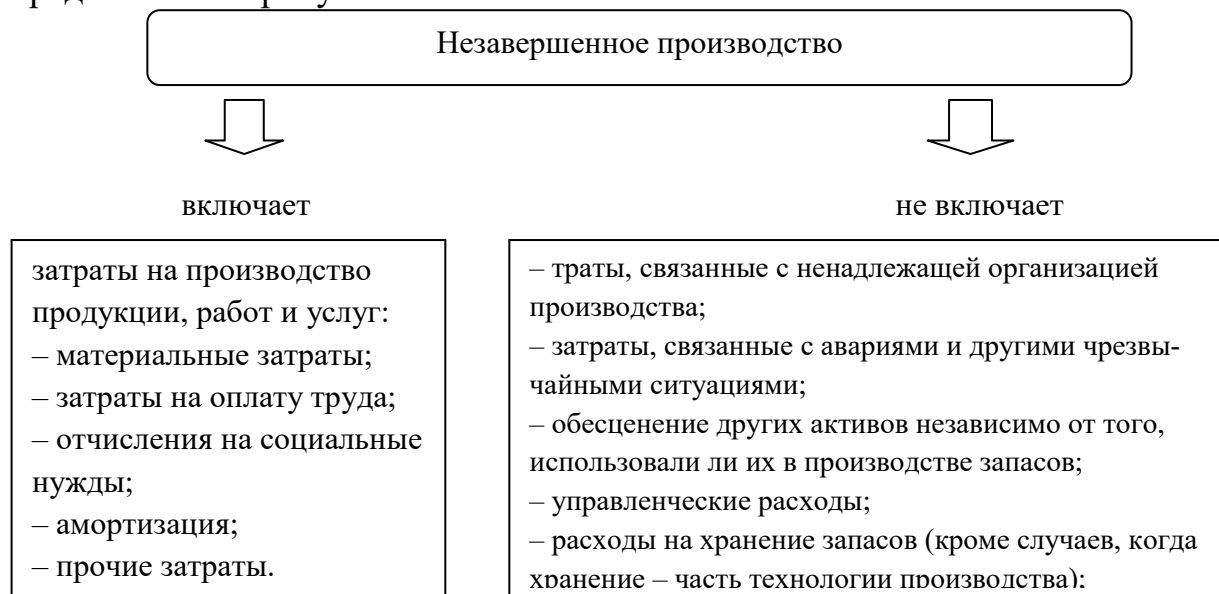 Незавершенное производство
включает
не включает
затраты на производство
продукции, работ и услуг:
– материальные затраты;
– затраты на оплату труда;
– отчисления на социальные
нужды;
– амортизация;
– прочие затраты.
– траты, связанные с ненадлежащей организацией
производства;
– затраты, связанные с авариями и другими чрезвы-
чайными ситуациями;
– обесценение других активов независимо от того,
использовали ли их в производстве запасов;
– управленческие расходы;
– расходы на хранение запасов (кроме случаев, когда
хранение – часть технологии производства);